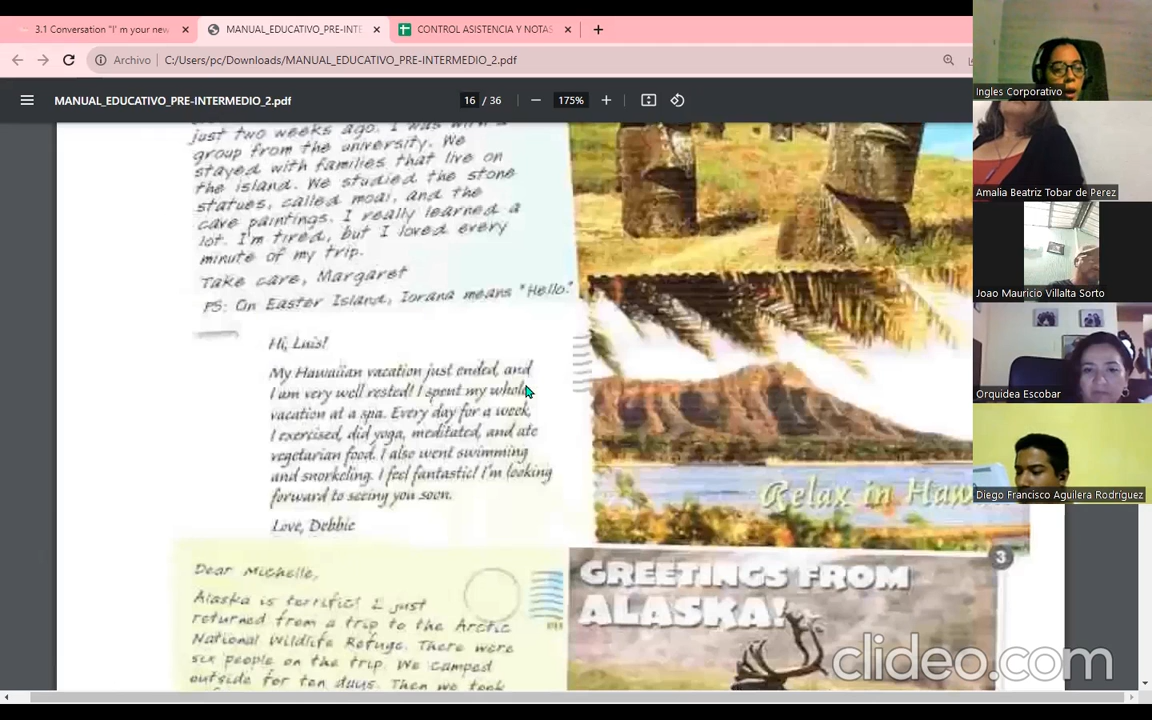 3.1 Conversation "I' m your new
MANUAL_EDUCATIVO_PRE-INTE
CONTROL ASISTENCIA Y NOTAS
Archivo C:/Users/pc/Downloads/MANUAL_EDUCATIVO_PRE-INTERMEDIO_2.pdf
MANUAL_EDUCATIVO_PRE-INTERMEDIO_2.pdf
16 / 36
175%
just two weeks ago. I was with a
group from the university. We
stayed with families that live on
the island. We studied the stone
statues, called moai, and the
cave paintings. I really learned a
lot. I'm tired, but I loved every
minute of my trip.
Take care, Margaret
PS: On Easter Island, Iorana means "Hello."
Hi, Luis!
My Hawaiian vacation just ended, and
I am very well rested! I spent my whole
vacation at a spa. Every day for a week,
I exercised, did yoga, meditated, and ate
vegetarian food. I also went swimming
and snorkeling. I feel fantastic! I'm looking
forward to seeing you soon.
Love, Debbie
Relax in Haw
3
Dear Michelle,
Alaska is terrific! I just
returned from a trip to the Arctic
National Wildlife Refuge. There were
six people on the trip. We camped
outside for ten days. Then we took
GREETINGS FROM
ALASKA!
Ingles Corporativo
Amalia Beatriz Tobar de Perez
Joao Mauricio Villalta Sorto
Orquidea Escobar
Diego Francisco Aguilera Rodríguez
clideo.com